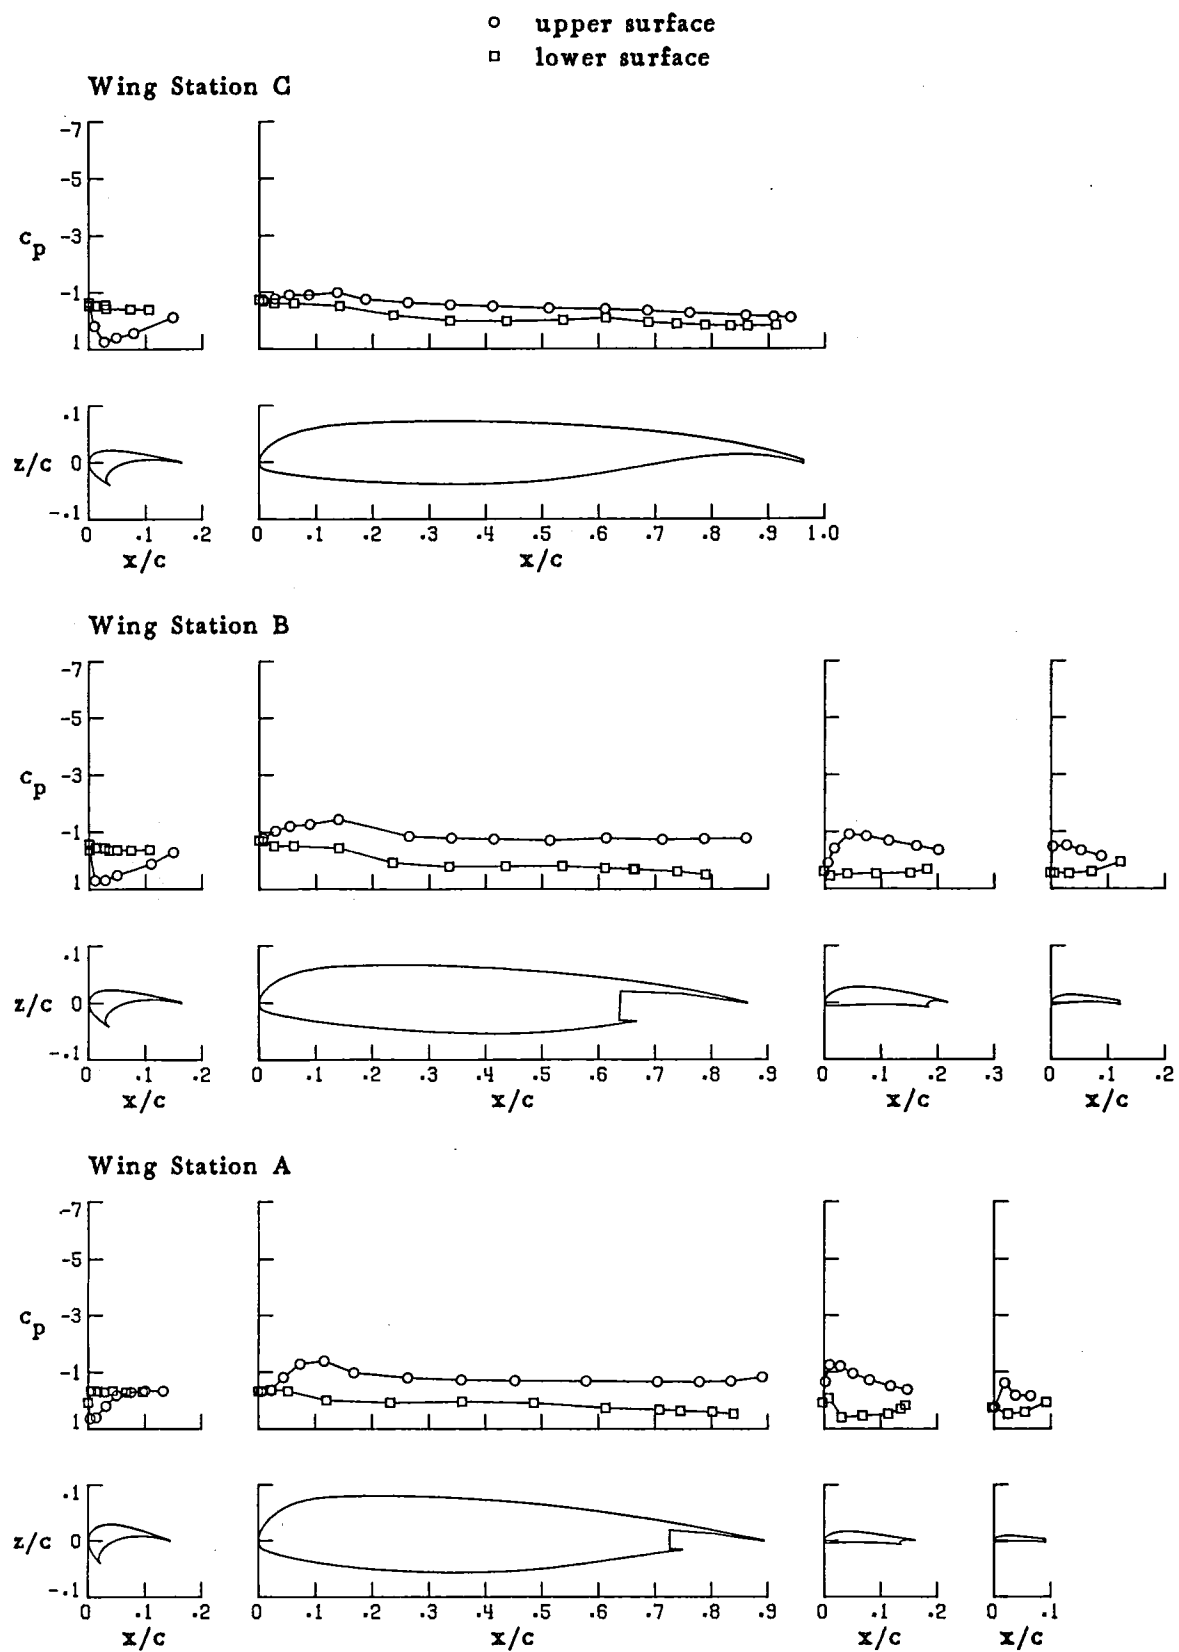 upper surface
lower surface
Wing Station C
-7
-5
-3
-1
1
c_p
.1
0
-.1
z/c
0 .1 .2
x/c
0 .1 .2 .3 .4 .5 .6 .7 .8 .9 1.0
x/c
Wing Station B
-7
-5
-3
-1
1
c_p
.1
0
-.1
z/c
0 .1 .2
x/c
0 .1 .2 .3 .4 .5 .6 .7 .8 .9
x/c
0 .1 .2 .3
x/c
0 .1 .2
x/c
Wing Station A
-7
-5
-3
-1
1
c_p
.1
0
-.1
z/c
0 .1 .2
x/c
0 .1 .2 .3 .4 .5 .6 .7 .8 .9
x/c
0 .1 .2
x/c
0 .1
x/c